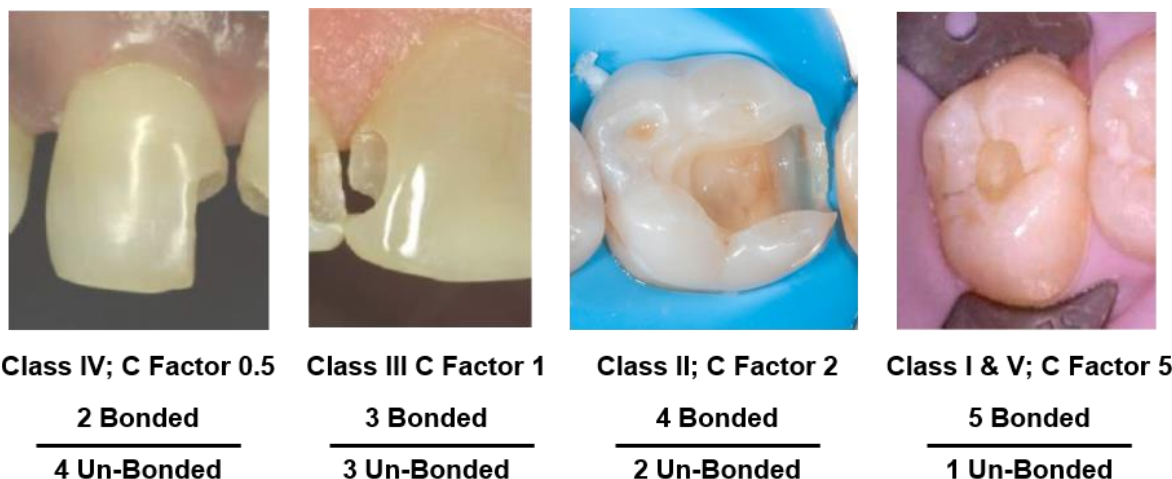 Class IV; C Factor 0.5
2 Bonded
4 Un-Bonded
Class III C Factor 1
3 Bonded
3 Un-Bonded
Class II; C Factor 2
4 Bonded
2 Un-Bonded
Class I & V; C Factor 5
5 Bonded
1 Un-Bonded